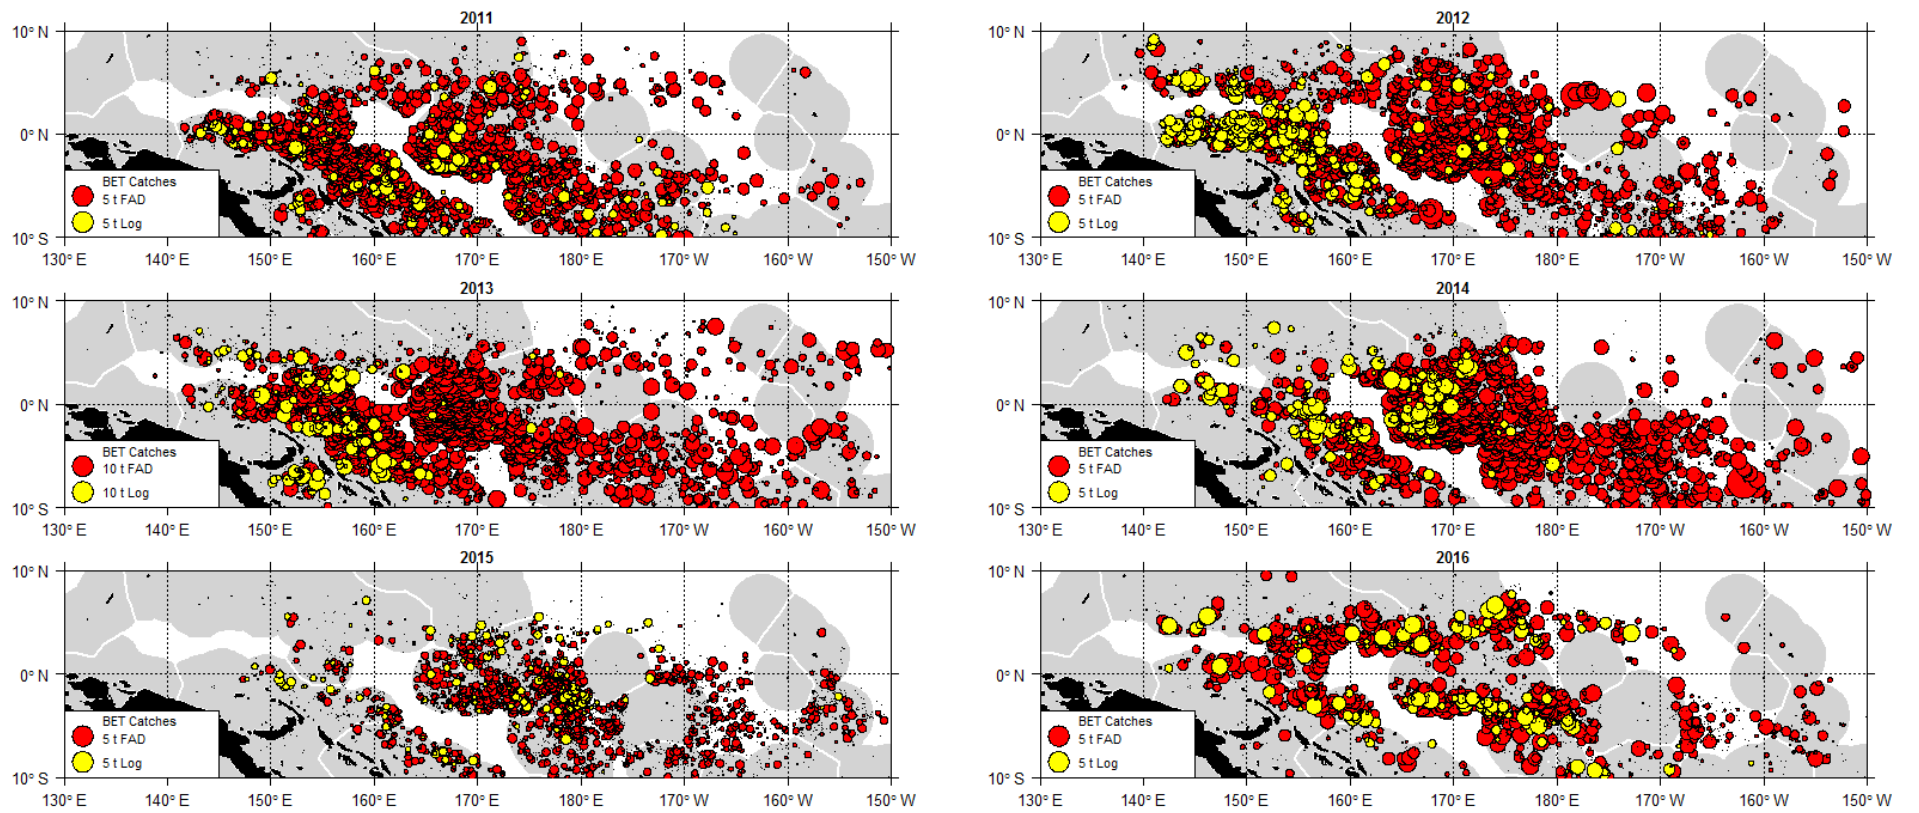 2011
10° N
0° N
10° S
BET Catches
5 t FAD
5 t Log
130° E 140° E 150° E 160° E 170° E 180° E 170° W 160° W 150° W
2012
10° N
0° N
10° S
BET Catches
5 t FAD
5 t Log
130° E 140° E 150° E 160° E 170° E 180° E 170° W 160° W 150° W
2013
10° N
0° N
10° S
BET Catches
10 t FAD
10 t Log
130° E 140° E 150° E 160° E 170° E 180° E 170° W 160° W 150° W
2014
10° N
0° N
10° S
BET Catches
5 t FAD
5 t Log
130° E 140° E 150° E 160° E 170° E 180° E 170° W 160° W 150° W
2015
10° N
0° N
10° S
BET Catches
5 t FAD
5 t Log
130° E 140° E 150° E 160° E 170° E 180° E 170° W 160° W 150° W
2016
10° N
0° N
10° S
BET Catches
5 t FAD
5 t Log
130° E 140° E 150° E 160° E 170° E 180° E 170° W 160° W 150° W